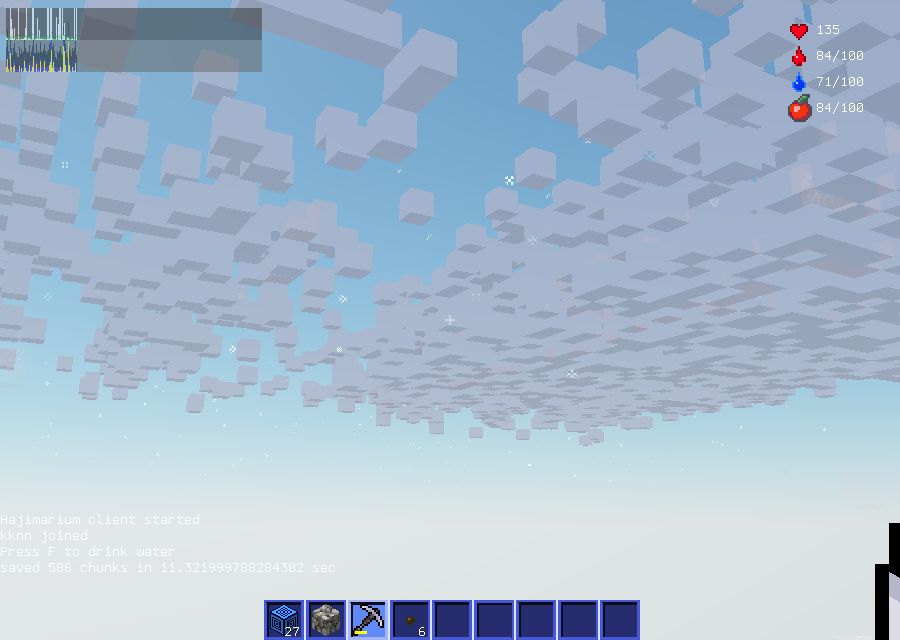 135
84/100
71/100
84/100
Hajimarium client started
kknn joined
Press F to drink water
saved 586 chunks in 11.321999788284302 sec
27
6